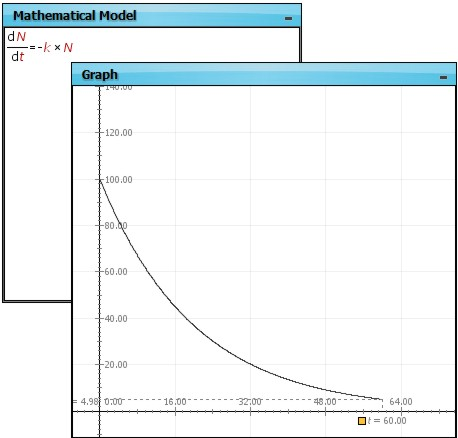 Mathematical Model
dN
dt = -k × N
Graph
140.00
120.00
100.00
80.00
60.00
40.00
20.00
= 4.98 0.00 16.00 32.00 48.00 64.00
t = 60.00